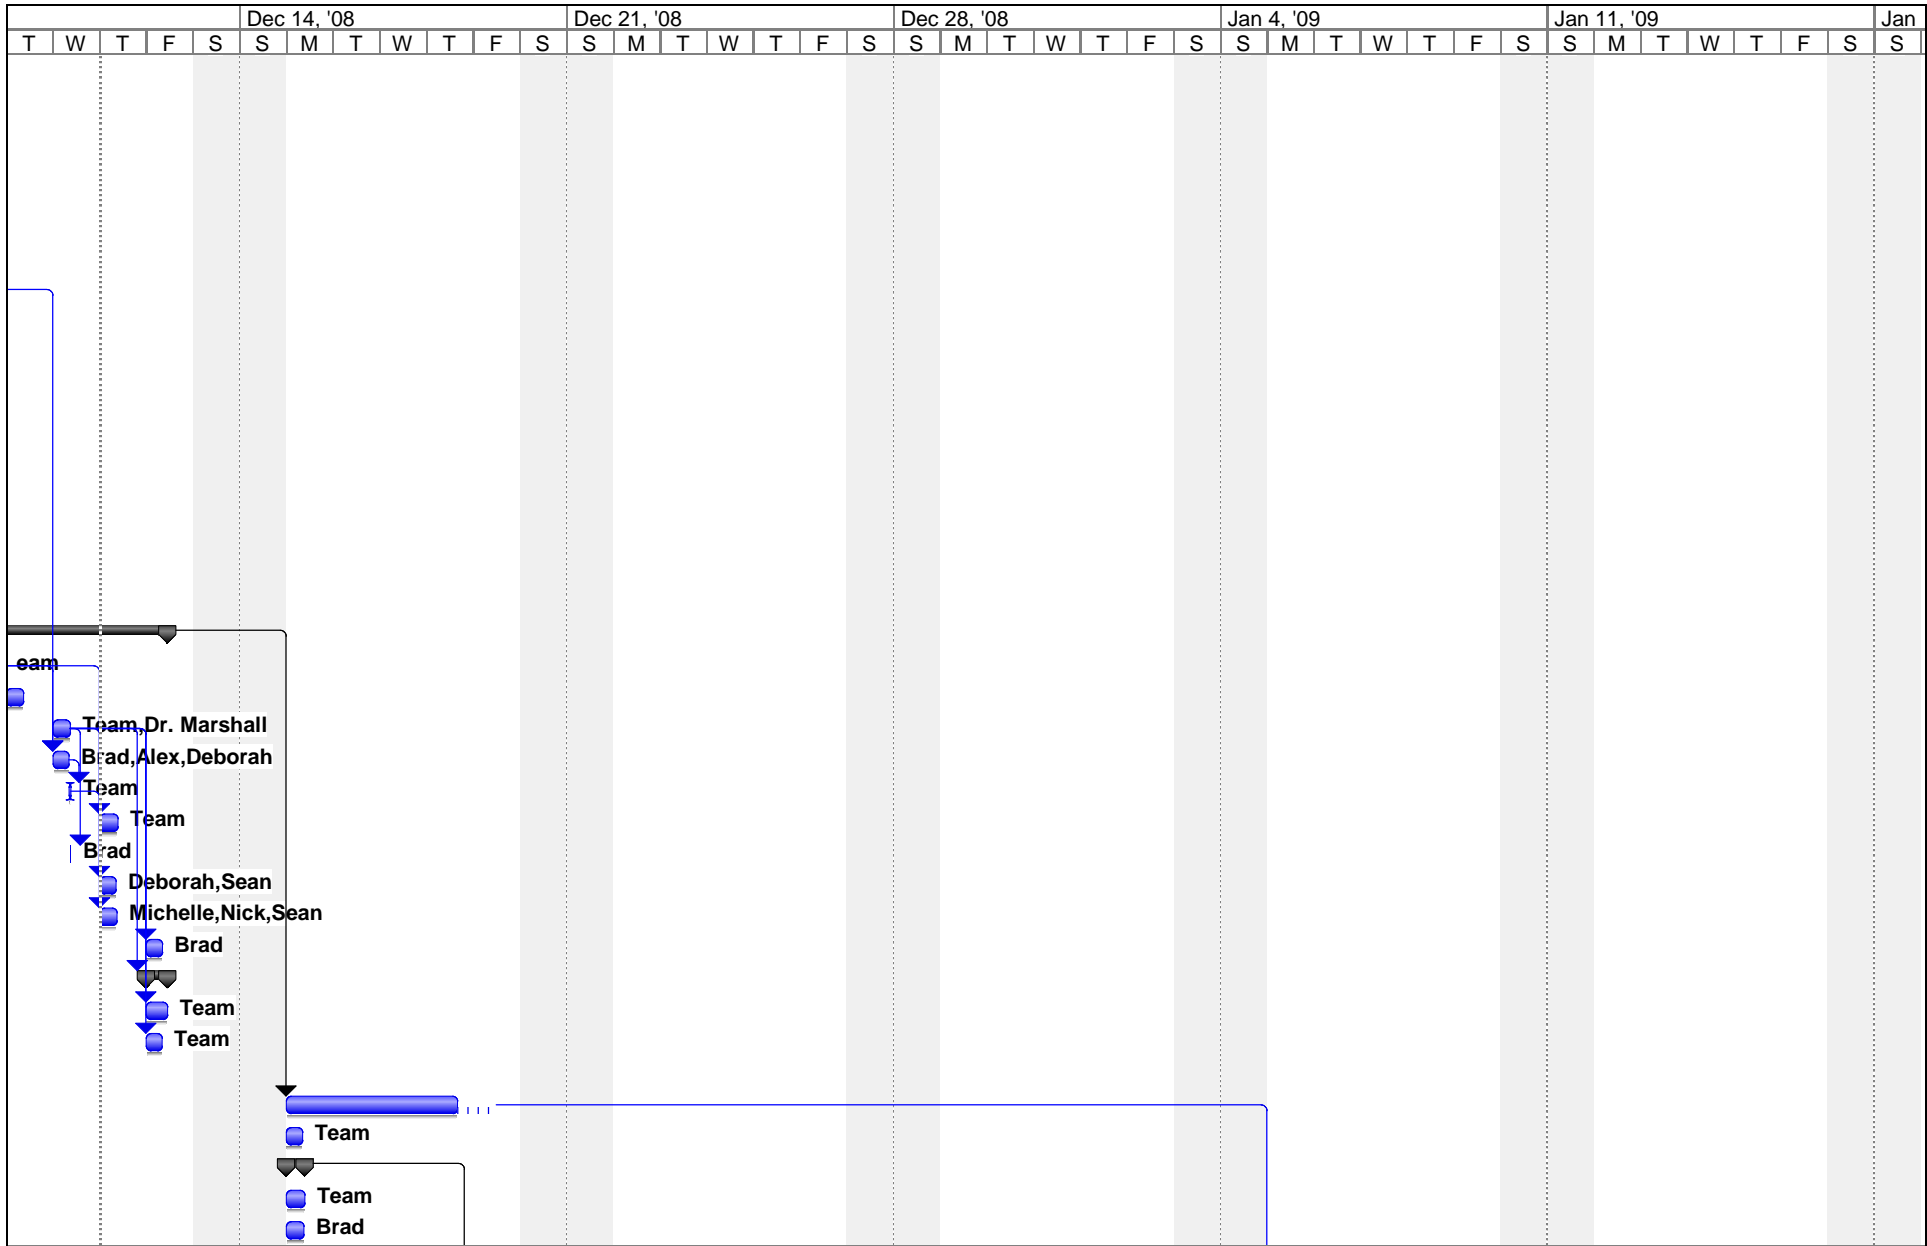 Dec 14, '08 Dec 21, '08 Dec 28, '08 Jan 4, '09 Jan 11, '09 Jan
T W T F S S M T W T F S S M T W T F S S M T W T F S S M T W T F S S M T W T F S S
eam
Team,Dr. Marshall
Brad,Alex,Deborah
Team
Team
Brad
Deborah,Sean
Michelle,Nick,Sean
Brad
Team
Team
Team
Team
Brad